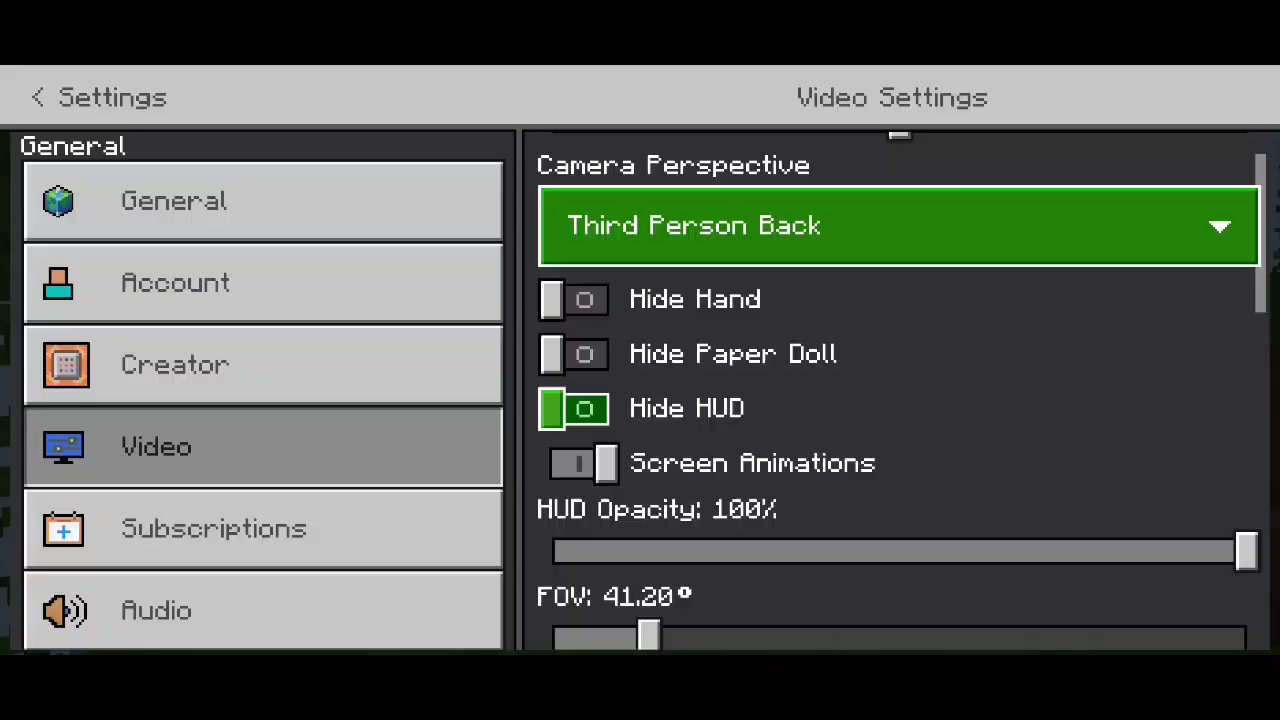 Settings
Video Settings
General
General
Account
Creator
Video
Subscriptions
Audio
Camera Perspective
Third Person Back
Hide Hand
Hide Paper Doll
Hide HUD
Screen Animations
HUD Opacity: 100%
FOV: 41.20°